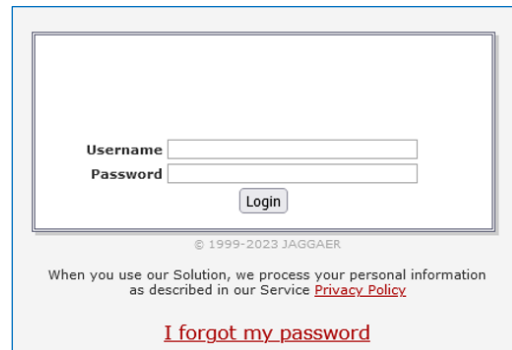 Username
Password
Login
© 1999-2023 JAGGAER
When you use our Solution, we process your personal information
as described in our Service Privacy Policy
I forgot my password